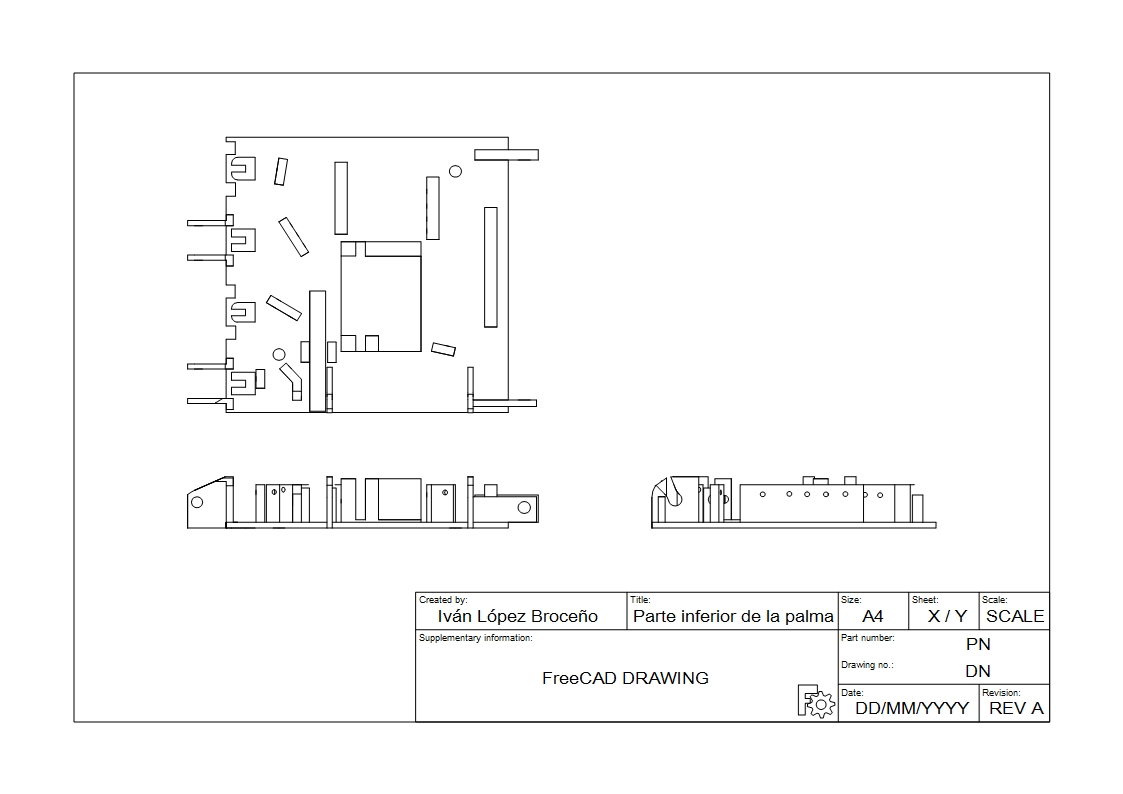 Created by:
Iván López Broceño
Title:
Parte inferior de la palma
Size:
A4
Sheet:
X / Y
Scale:
SCALE
Supplementary information:
FreeCAD DRAWING
Part number:
PN
Drawing no.:
DN
Date:
DD/MM/YYYY
Revision:
REV A